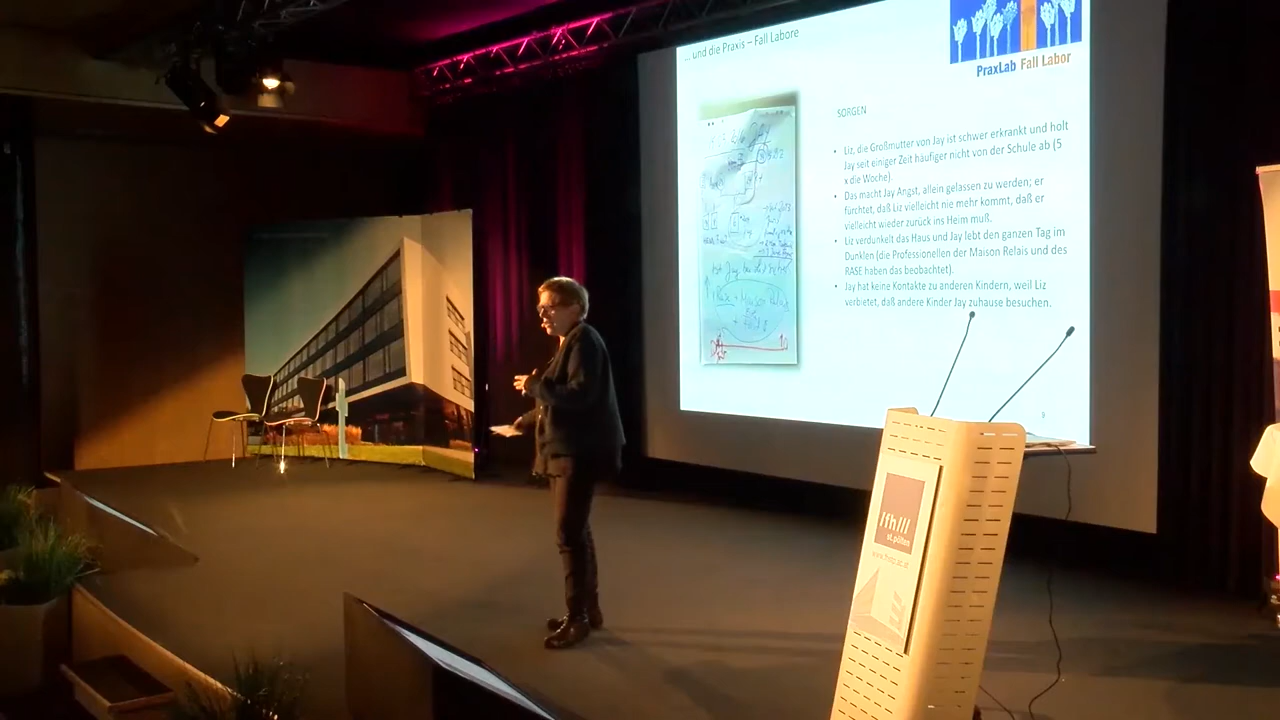 ... und die Praxis – Fall Labore
PraxLab Fall Labor
SORGEN
• Liz, die Großmutter von Jay ist schwer erkrankt und holt
Jay seit einiger Zeit häufiger nicht von der Schule ab (5
x die Woche).
• Das macht Jay Angst, allein gelassen zu werden; er
fürchtet, daß Liz vielleicht nie mehr kommt, daß er
vielleicht wieder zurück ins Heim muß.
• Liz verdunkelt das Haus und Jay lebt den ganzen Tag im
Dunklen (die Professionellen der Maison Relais und des
RASE haben das beobachtet).
• Jay hat keine Kontakte zu anderen Kindern, weil Liz
verbietet, daß andere Kinder Jay zuhause besuchen.
9
/fh///
st.pölten
www.fhstp.ac.at